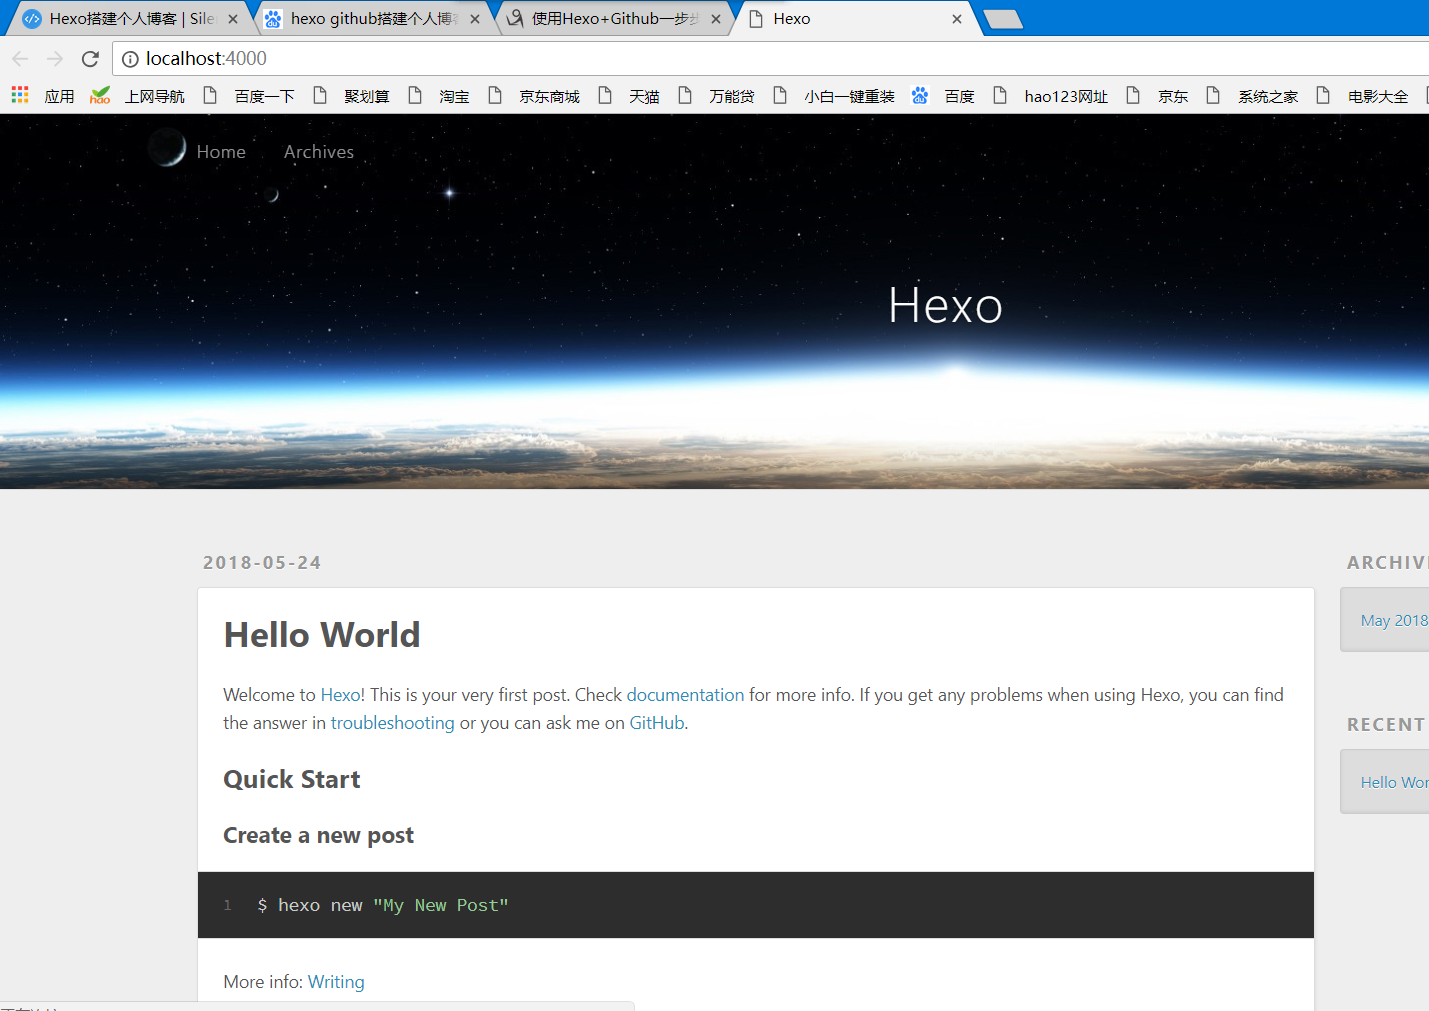 Hexo搭建个人博客 | Sile
hexo github搭建个人博
使用Hexo+Github一步
Hexo
localhost:4000
应用 hao 上网导航 百度一下 聚划算 淘宝 京东商城 天猫 万能贷 小白一键重装 du 百度 hao123网址 京东 系统之家 电影大全
Home Archives
Hexo
2018-05-24
Hello World
Welcome to Hexo! This is your very first post. Check documentation for more info. If you get any problems when using Hexo, you can find
the answer in troubleshooting or you can ask me on GitHub.
Quick Start
Create a new post
1 $ hexo new "My New Post"
More info: Writing
ARCHIV
May 2018
RECENT
Hello Wor